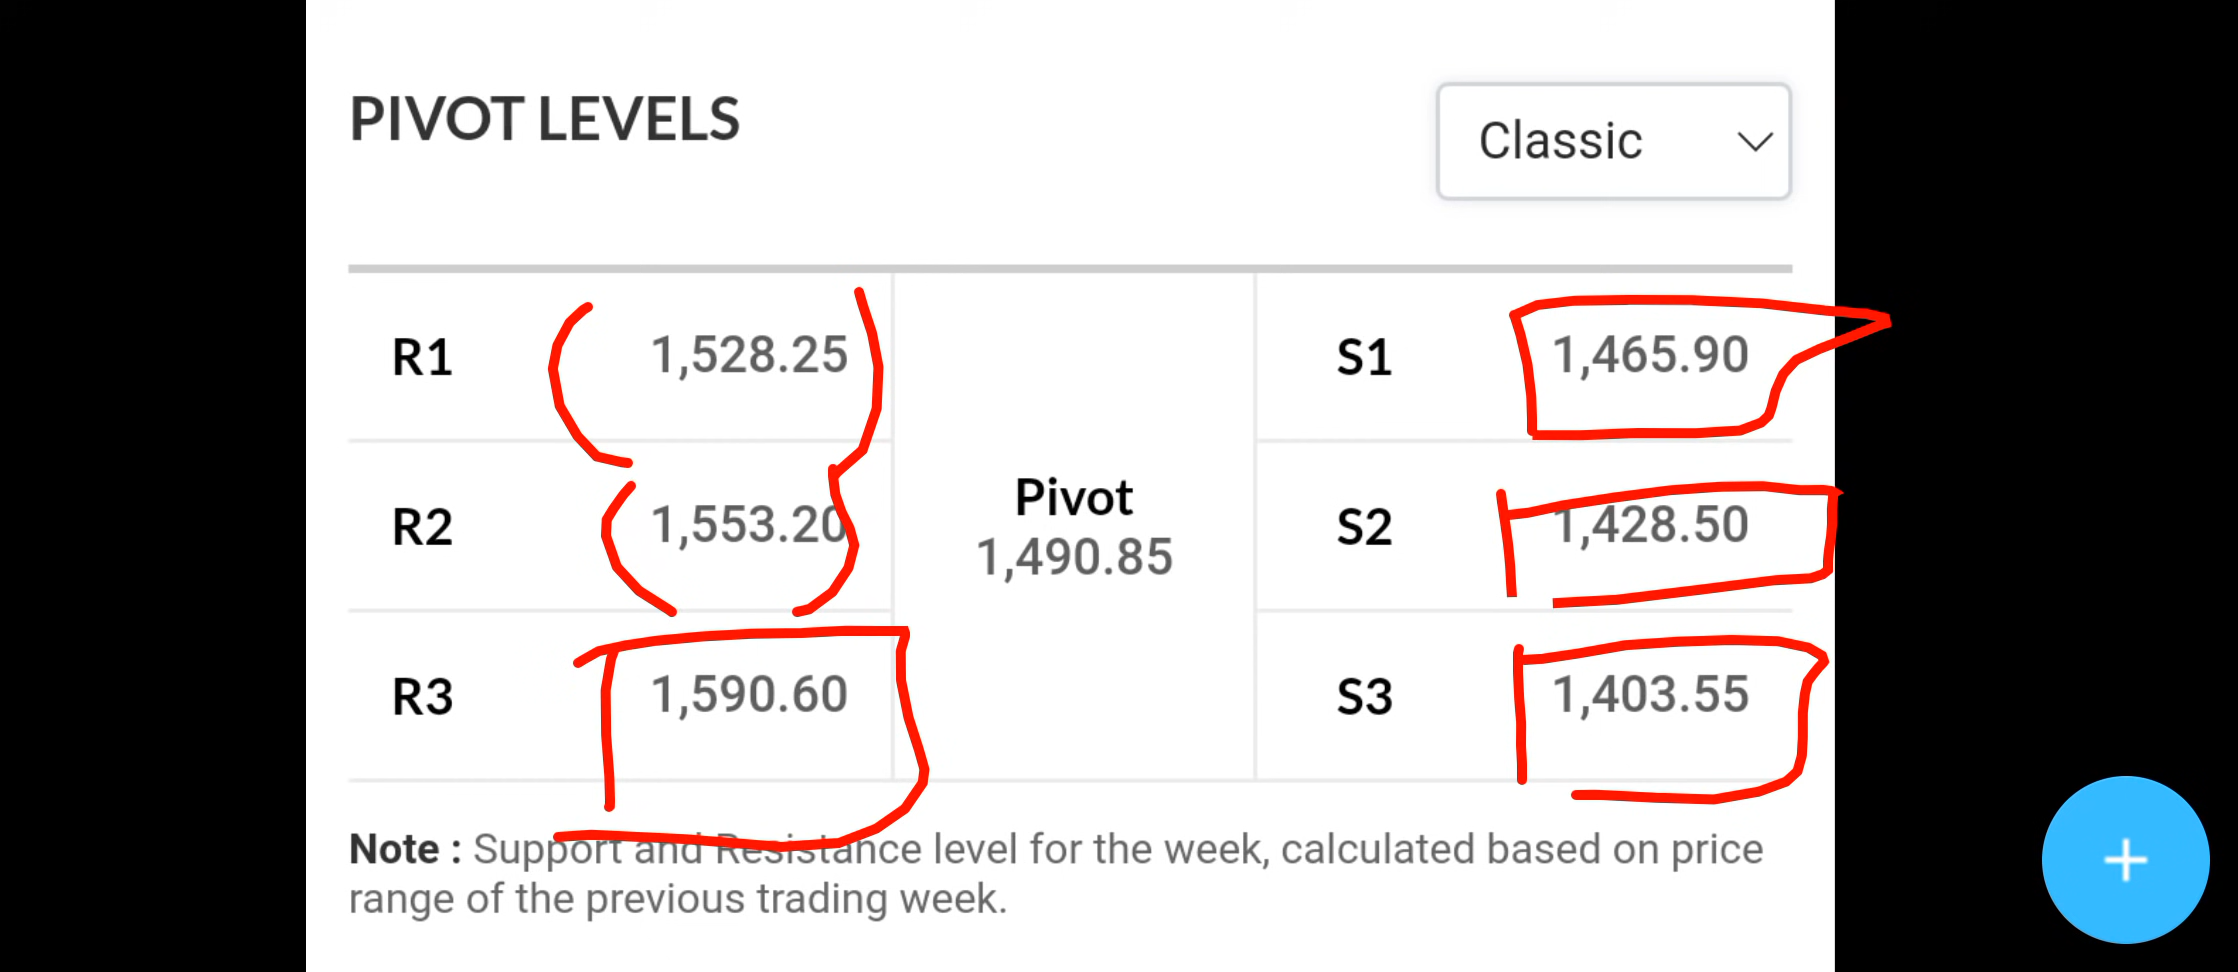 PIVOT LEVELS
Classic
R1 1,528.25
R2 1,553.20
R3 1,590.60
Pivot
1,490.85
S1 1,465.90
S2 1,428.50
S3 1,403.55
Note : Support and Resistance level for the week, calculated based on price
range of the previous trading week.
+